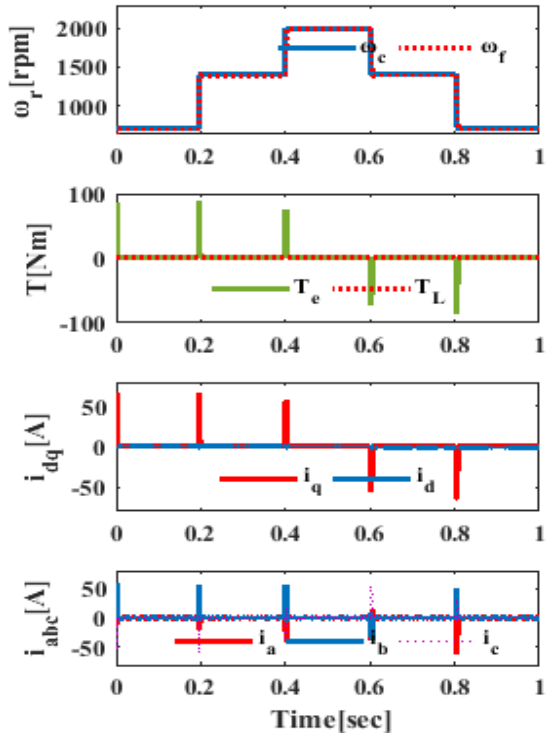 2000
1500
1000
ω_r[rpm]
ω_c ω_f
0 0.2 0.4 0.6 0.8 1
100
0
-100
T[Nm]
T_e T_L
0 0.2 0.4 0.6 0.8 1
50
0
-50
i_dq[A]
i_q i_d
0 0.2 0.4 0.6 0.8 1
50
0
-50
i_abc[A]
i_a i_b i_c
0 0.2 0.4 0.6 0.8 1
Time[sec]